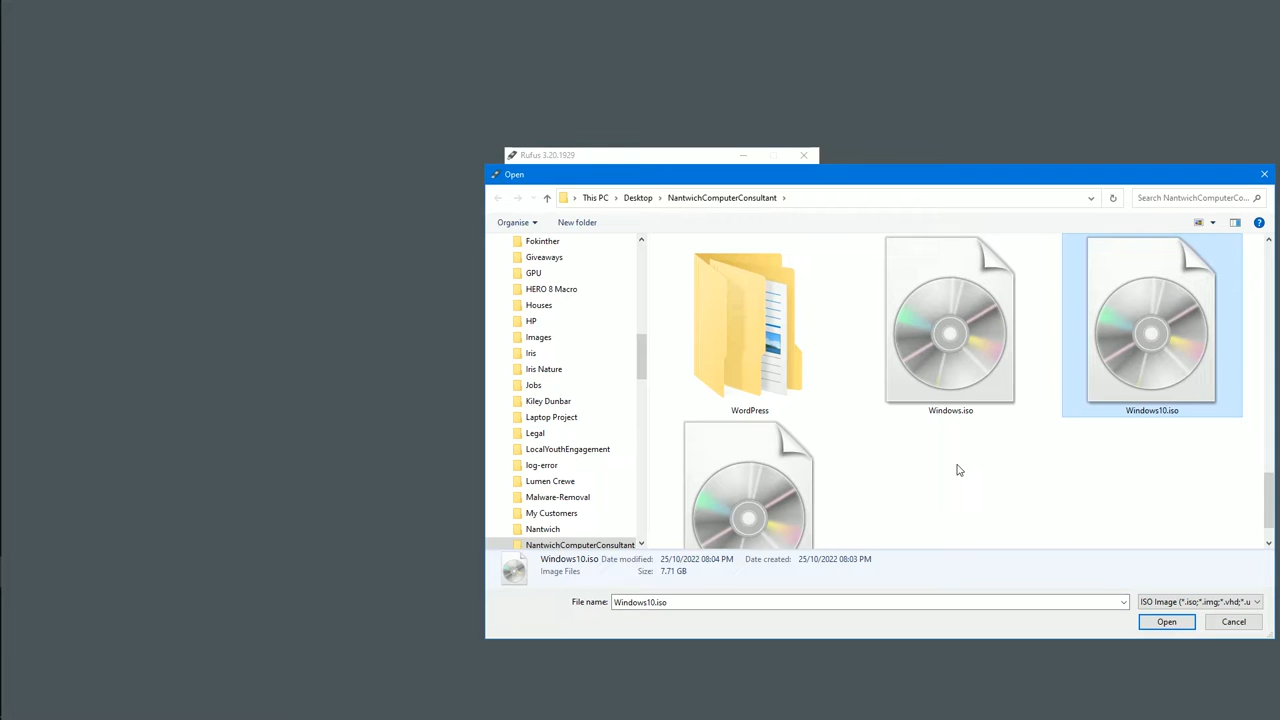 Rufus 3.20.1929
Open
This PC
Desktop
NantwichComputerConsultant
Search NantwichComputerCo...
Organise
New folder
Fokinther
Giveaways
GPU
HERO 8 Macro
Houses
HP
Images
Iris
Iris Nature
Jobs
Kiley Dunbar
Laptop Project
Legal
LocalYouthEngagement
log-error
Lumen Crewe
Malware-Removal
My Customers
Nantwich
NantwichComputerConsultant
WordPress
Windows.iso
Windows10.iso
Windows10.iso Date modified: 25/10/2022 08:04 PM Date created: 25/10/2022 08:03 PM
Image Files Size: 7.71 GB
File name: Windows10.iso
ISO Image (*.iso;*.img;*.vhd;*.u
Open
Cancel